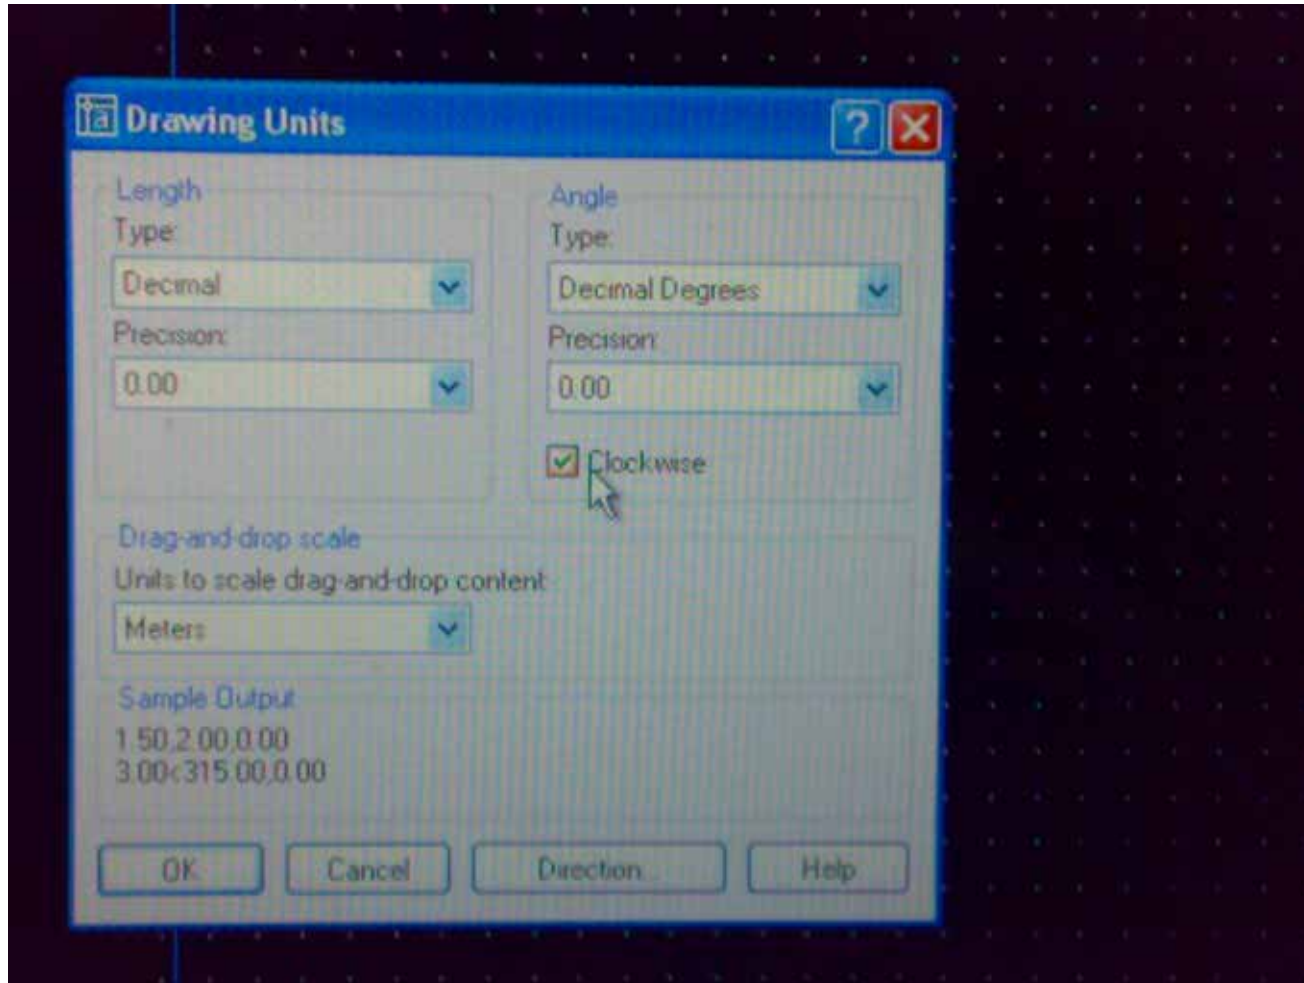 Drawing Units
Length
Type:
Decimal
Precision:
0.00
Angle
Type:
Decimal Degrees
Precision:
0.00
Clockwise
Drag-and-drop scale
Units to scale drag-and-drop content:
Meters
Sample Output
1.50,2.00,0.00
3.00<315.00,0.00
OK
Cancel
Direction...
Help